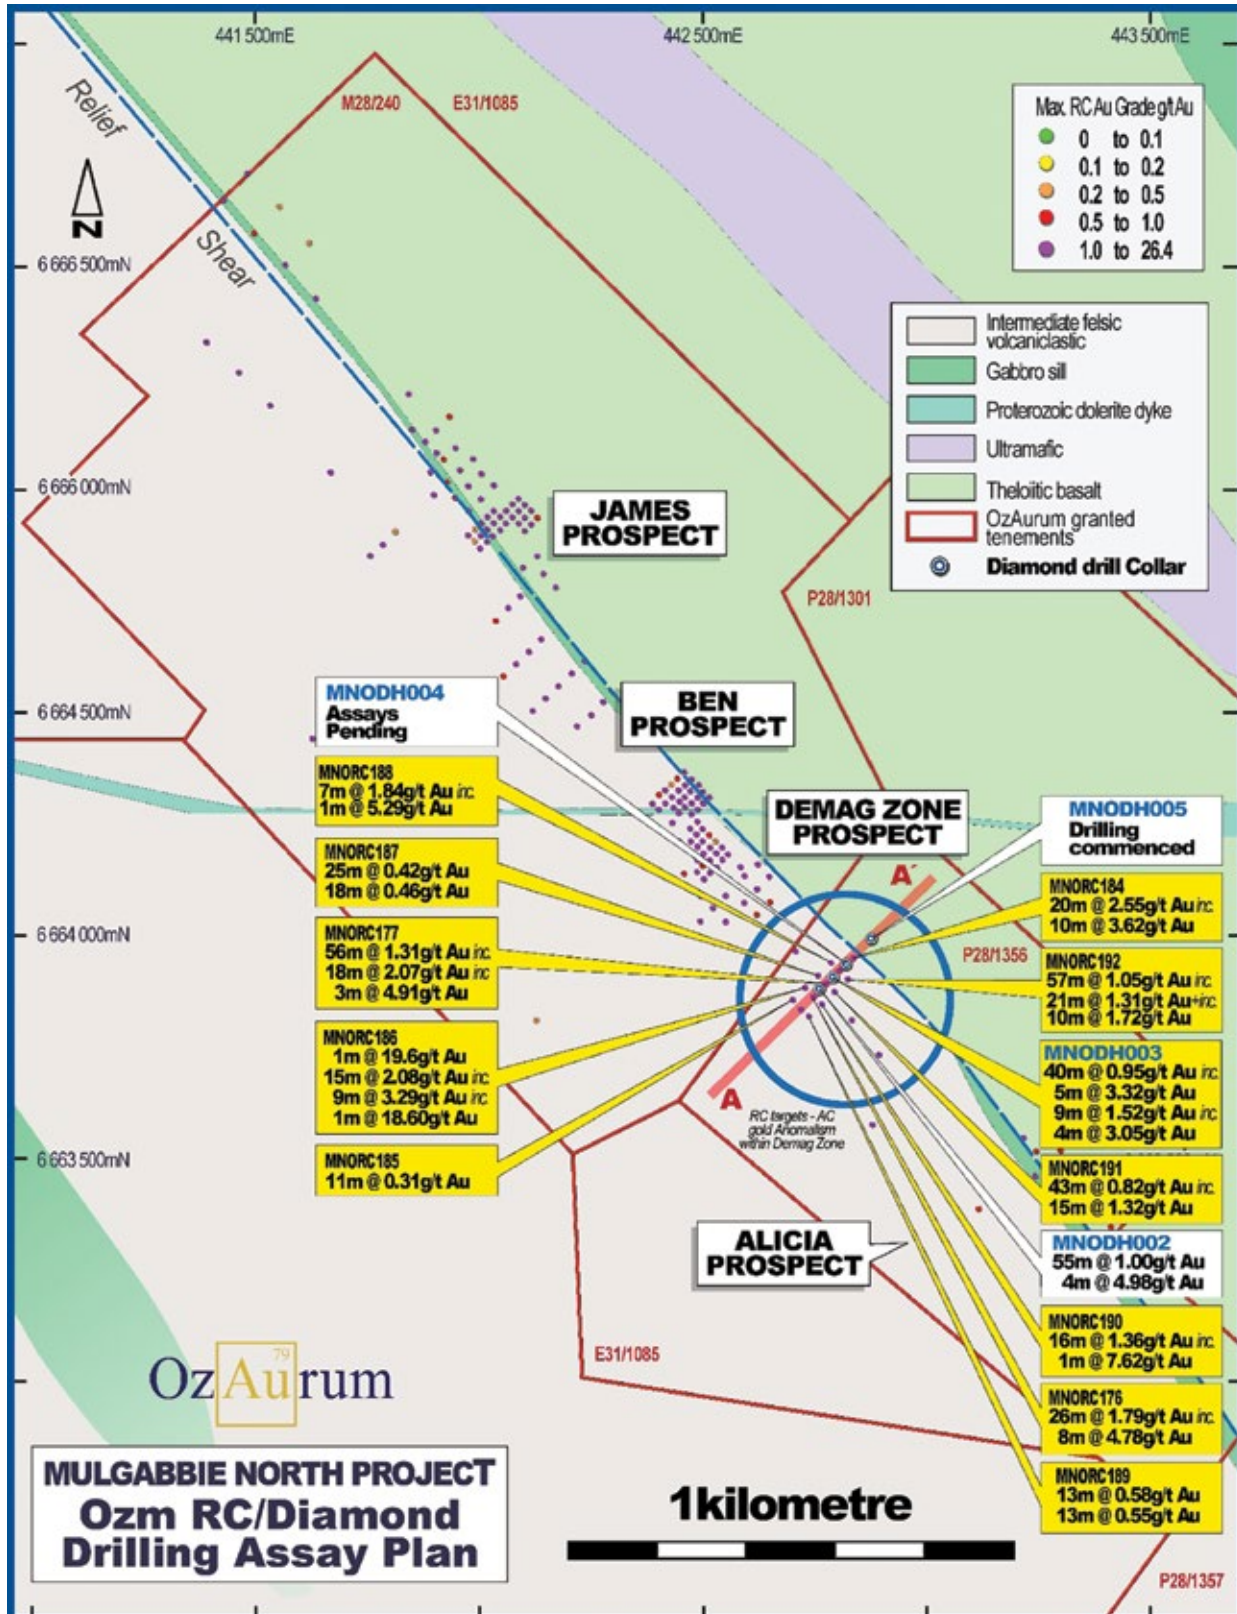 441 500mE
442 500mE
443 500mE
Relief
Shear
N
M28/240
E31/1085
Max. RC Au Grade g/t Au
0 to 0.1
0.1 to 0.2
0.2 to 0.5
0.5 to 1.0
1.0 to 26.4
6 666 500mN
Intermediate felsic
volcaniclastic
Gabbro sill
Proterozoic dolerite dyke
Ultramafic
Theloiitic basalt
OzAurum granted
tenements
Diamond drill Collar
6 666 000mN
JAMES
PROSPECT
P28/1301
6 664 500mN
BEN
PROSPECT
MNODH004
Assays
Pending
MNORC188
7m @ 1.84g/t Au inc.
1m @ 5.29g/t Au
MNORC187
25m @ 0.42g/t Au
18m @ 0.46g/t Au
MNORC177
56m @ 1.31g/t Au inc
18m @ 2.07g/t Au inc
3m @ 4.91g/t Au
MNORC186
1m @ 19.6g/t Au
15m @ 2.08g/t Au inc
9m @ 3.29g/t Au inc
1m @ 18.60g/t Au
MNORC185
11m @ 0.31g/t Au
6 664 000mN
6 663 500mN
DEMAG ZONE
PROSPECT
A'
A
RC targets - AC
gold Anomalism
within Demag Zone
P28/1356
MNODH005
Drilling
commenced
MNORC184
20m @ 2.55g/t Au inc
10m @ 3.62g/t Au
MNORC192
57m @ 1.05g/t Au inc
21m @ 1.31g/t Au+inc.
10m @ 1.72g/t Au
MNODH003
40m @ 0.95g/t Au inc
5m @ 3.32g/t Au
9m @ 1.52g/t Au inc
4m @ 3.05g/t Au
MNORC191
43m @ 0.82g/t Au inc
15m @ 1.32g/t Au
MNODH002
55m @ 1.00g/t Au
4m @ 4.98g/t Au
MNORC190
16m @ 1.36g/t Au inc
1m @ 7.62g/t Au
MNORC176
26m @ 1.79g/t Au inc.
8m @ 4.78g/t Au
MNORC189
13m @ 0.58g/t Au
13m @ 0.55g/t Au
ALICIA
PROSPECT
E31/1085
79
OzAurum
MULGABBIE NORTH PROJECT
Ozm RC/Diamond
Drilling Assay Plan
1kilometre
P28/1357